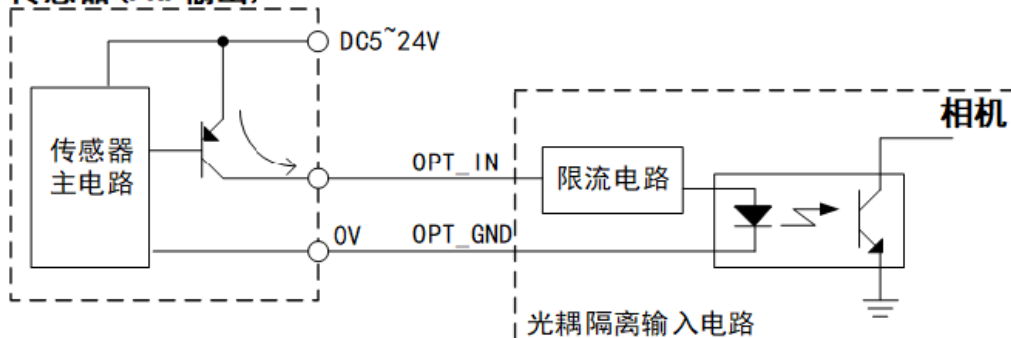 DC5~24V
相机
传感器
主电路
OPT_IN
限流电路
0V
OPT_GND
光耦隔离输入电路